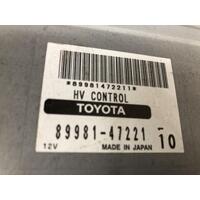 *89981472211*
HV CONTROL
TOYOTA
89981-47221 10
12V MADE IN JAPAN